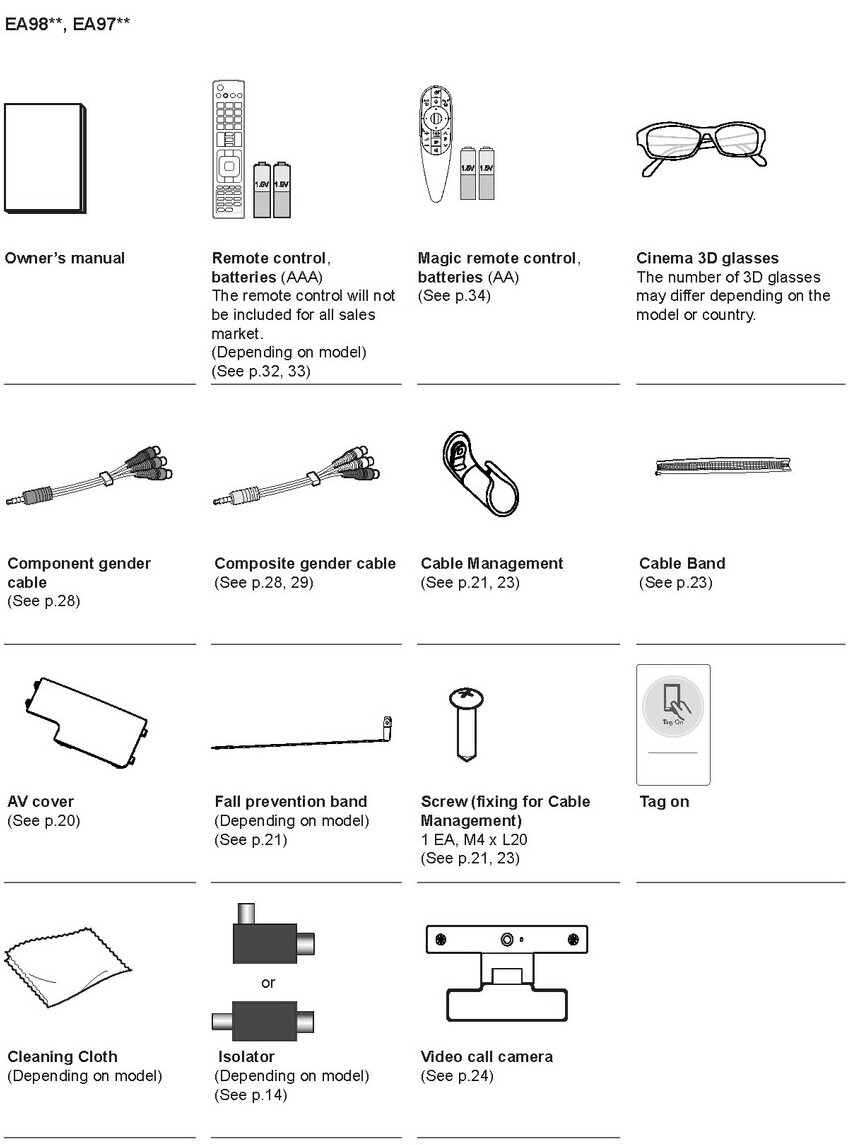 EA98**, EA97**
1.5V 1.5V
1.5V 1.5V
Owner's manual
Remote control,
batteries (AAA)
The remote control will not
be included for all sales
market.
(Depending on model)
(See p.32, 33)
Magic remote control,
batteries (AA)
(See p.34)
Cinema 3D glasses
The number of 3D glasses
may differ depending on the
model or country.
Component gender
cable
(See p.28)
Composite gender cable
(See p.28, 29)
Cable Management
(See p.21, 23)
Cable Band
(See p.23)
AV cover
(See p.20)
Fall prevention band
(Depending on model)
(See p.21)
Screw (fixing for Cable
Management)
1 EA, M4 x L20
(See p.21, 23)
Tag On
Tag on
Cleaning Cloth
(Depending on model)
or
Isolator
(Depending on model)
(See p.14)
Video call camera
(See p.24)